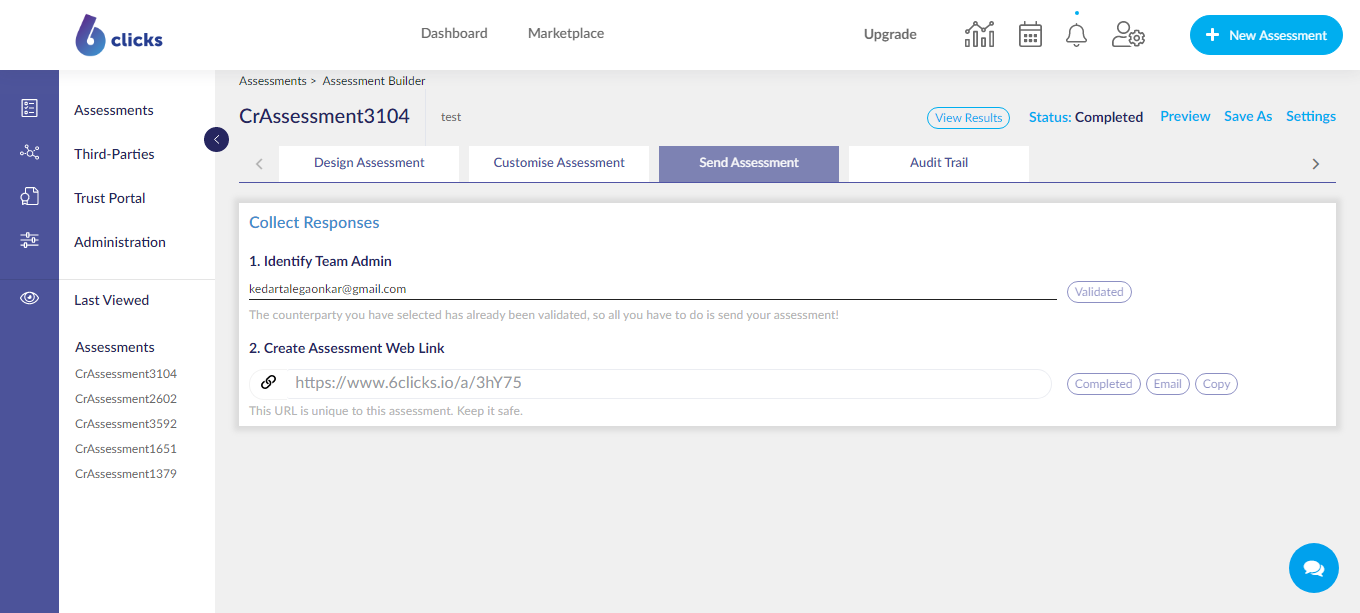 6clicks
Dashboard
Marketplace
Upgrade
+ New Assessment
Assessments
Third-Parties
Trust Portal
Administration
Last Viewed
Assessments
CrAssessment3104
CrAssessment2602
CrAssessment3592
CrAssessment1651
CrAssessment1379
Assessments > Assessment Builder
CrAssessment3104 test
View Results
Status: Completed
Preview
Save As
Settings
Design Assessment
Customise Assessment
Send Assessment
Audit Trail
Collect Responses
1. Identify Team Admin
kedartalegaonkar@gmail.com
Validated
The counterparty you have selected has already been validated, so all you have to do is send your assessment!
2. Create Assessment Web Link
https://www.6clicks.io/a/3hY75
Completed
Email
Copy
This URL is unique to this assessment. Keep it safe.